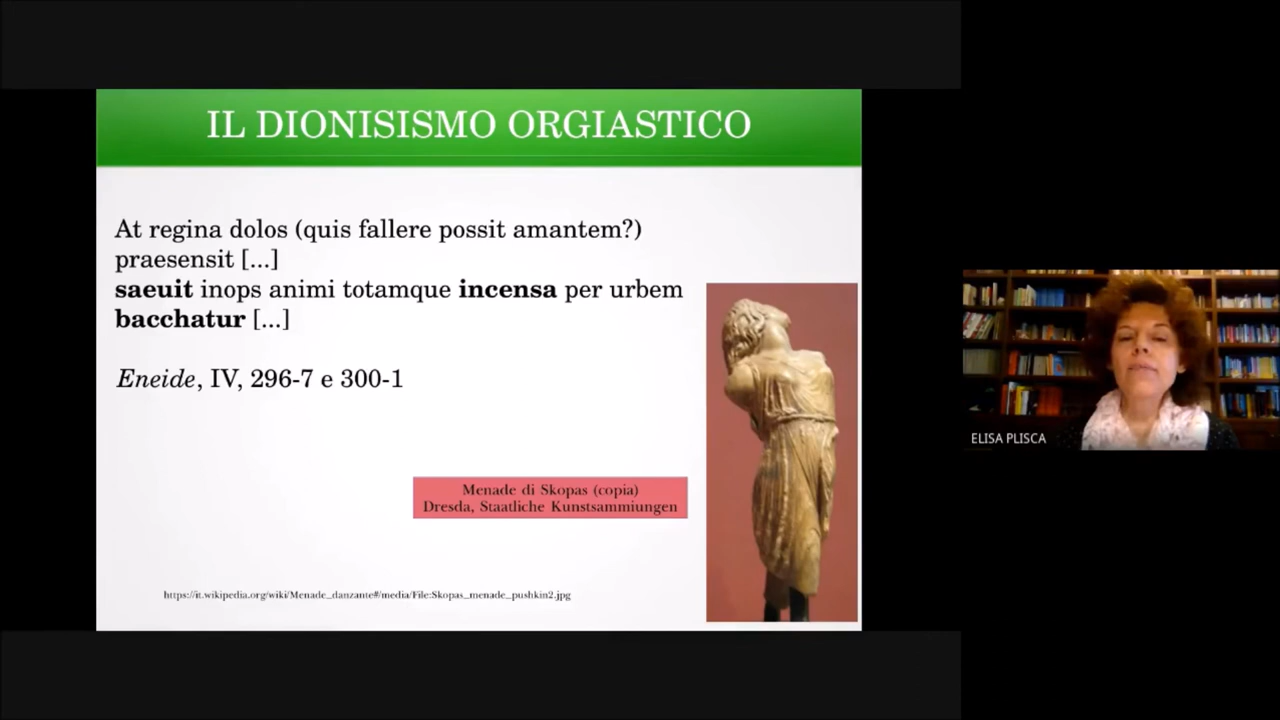 IL DIONISISMO ORGIASTICO
At regina dolos (quis fallere possit amantem?)
praesensit [...]
saeuit inops animi totamque incensa per urbem
bacchatur [...]
Eneide, IV, 296-7 e 300-1
Menade di Skopas (copia)
Dresda, Staatliche Kunstsammiungen
https://it.wikipedia.org/wiki/Menade_danzante#/media/File:Skopas_menade_pushkin2.jpg
ELISA PLISCA